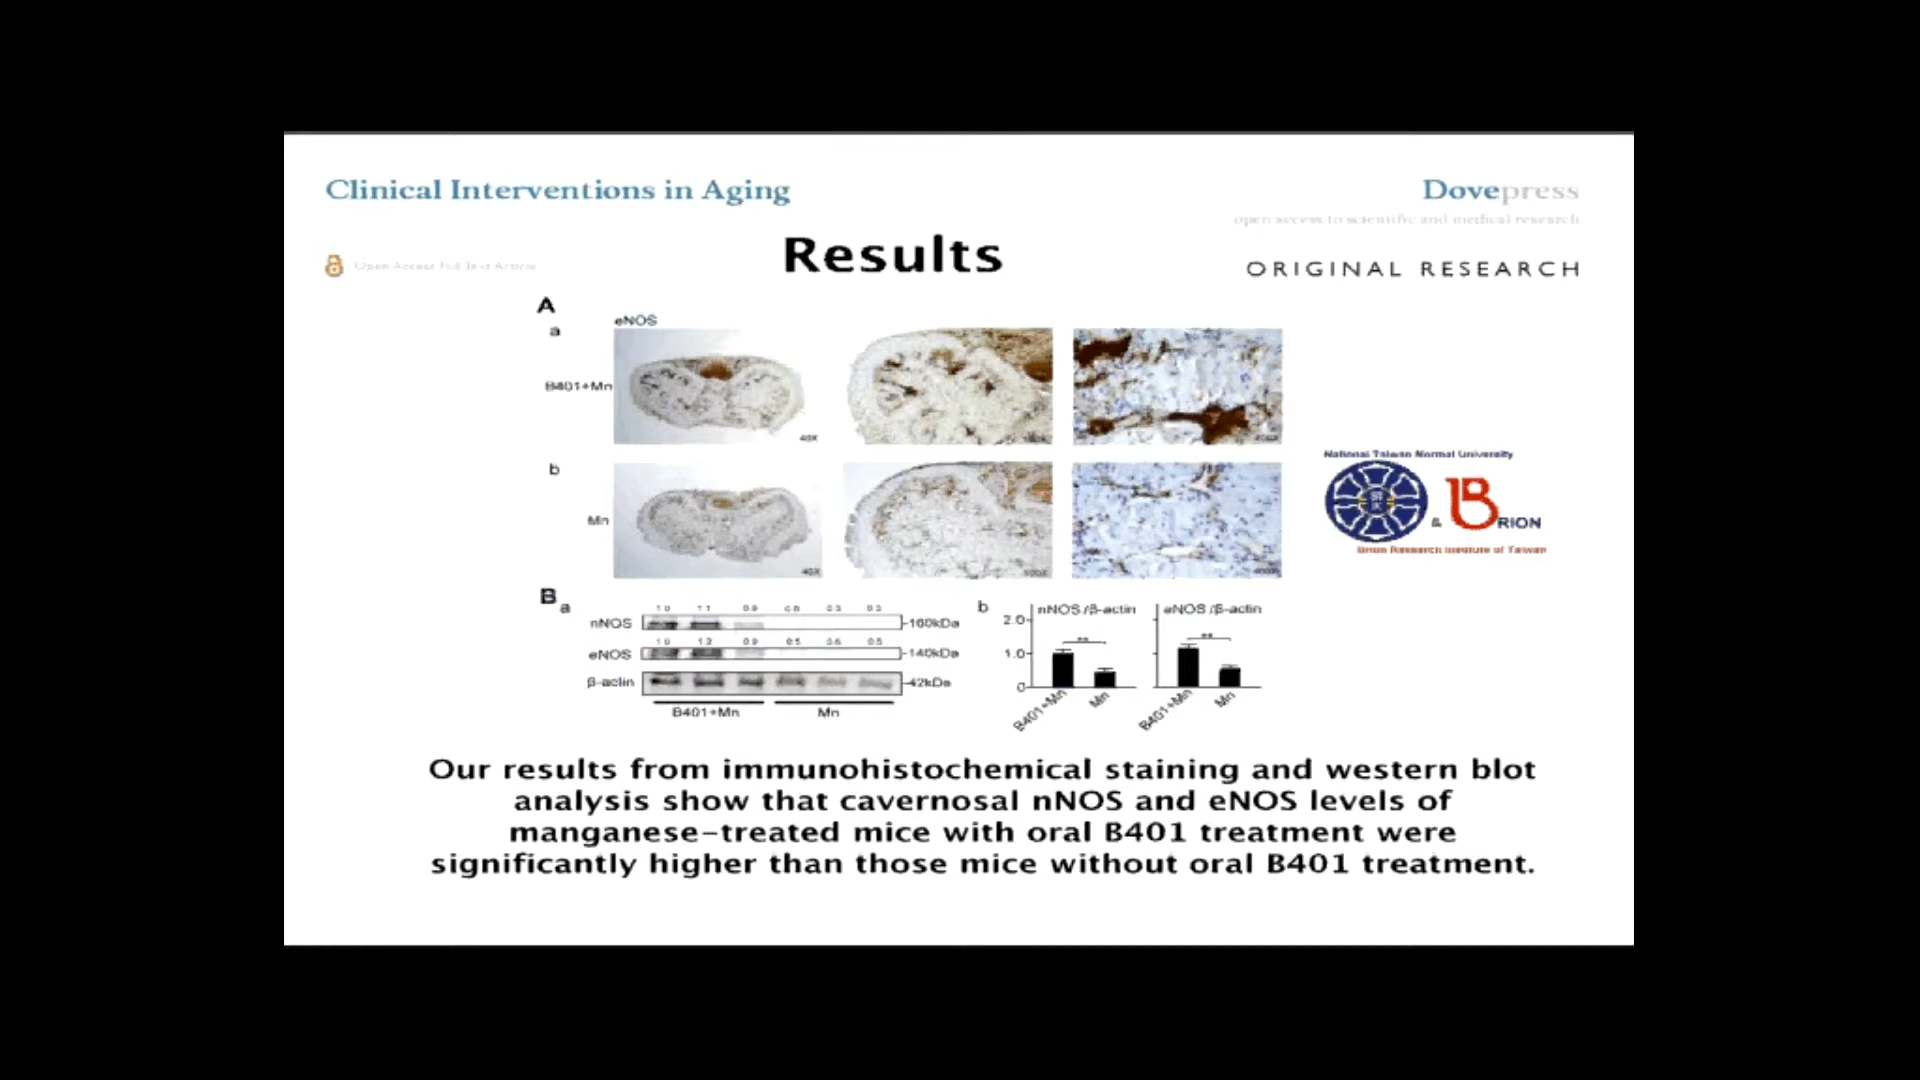 Clinical Interventions in Aging
Dovepress
open access to scientific and medical research
Open Access Full Text Article
Results
ORIGINAL RESEARCH
A
eNOS
a
B401+Mn
40X
b
Mn
40X
National Taiwan Normal University
&
BRION
Brion Research Institute of Taiwan
B
a
nNOS
160kDa
eNOS
140kDa
β-actin
42kDa
B401+Mn
Mn
b
nNOS/β-actin
eNOS/β-actin
2.0
1.0
0
**
**
B401+Mn
Mn
B401+Mn
Mn
Our results from immunohistochemical staining and western blot
analysis show that cavernosal nNOS and eNOS levels of
manganese-treated mice with oral B401 treatment were
significantly higher than those mice without oral B401 treatment.